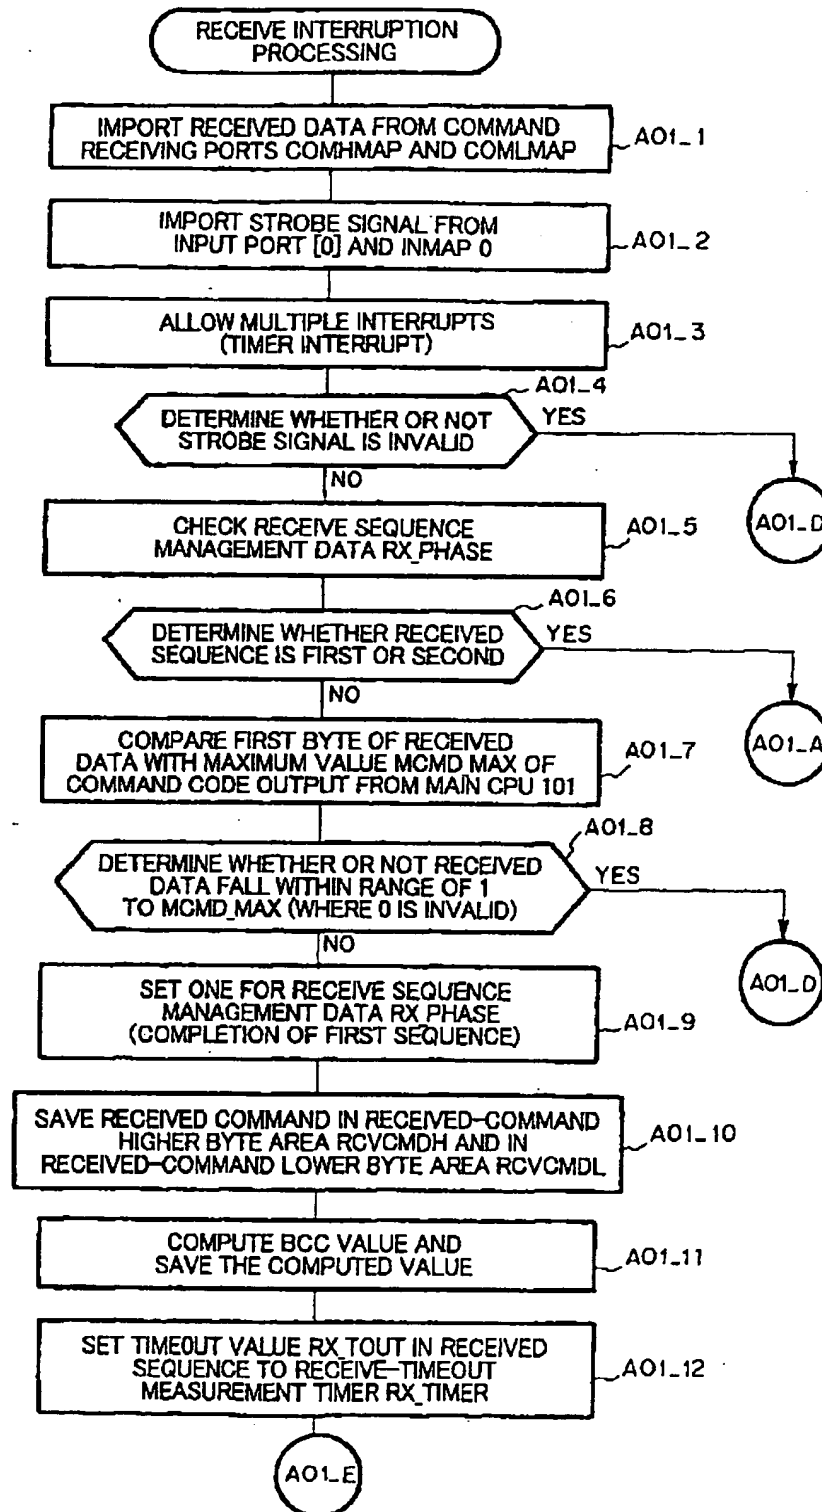 RECEIVE INTERRUPTION
PROCESSING
IMPORT RECEIVED DATA FROM COMMAND
RECEIVING PORTS COMHMAP AND COMLMAP
A01_1
IMPORT STROBE SIGNAL FROM
INPUT PORT [0] AND INMAP 0
A01_2
ALLOW MULTIPLE INTERRUPTS
(TIMER INTERRUPT)
A01_3
A01_4
DETERMINE WHETHER OR NOT
STROBE SIGNAL IS INVALID
YES
NO
A01_D
CHECK RECEIVE SEQUENCE
MANAGEMENT DATA RX_PHASE
A01_5
A01_6
DETERMINE WHETHER RECEIVED
SEQUENCE IS FIRST OR SECOND
YES
NO
A01_A
COMPARE FIRST BYTE OF RECEIVED
DATA WITH MAXIMUM VALUE MCMD MAX OF
COMMAND CODE OUTPUT FROM MAIN CPU 101
A01_7
A01_8
DETERMINE WHETHER OR NOT RECEIVED
DATA FALL WITHIN RANGE OF 1
TO MCMD_MAX (WHERE 0 IS INVALID)
YES
NO
A01_D
SET ONE FOR RECEIVE SEQUENCE
MANAGEMENT DATA RX_PHASE
(COMPLETION OF FIRST SEQUENCE)
A01_9
SAVE RECEIVED COMMAND IN RECEIVED-COMMAND
HIGHER BYTE AREA RCVCMDH AND IN
RECEIVED-COMMAND LOWER BYTE AREA RCVCMDL
A01_10
COMPUTE BCC VALUE AND
SAVE THE COMPUTED VALUE
A01_11
SET TIMEOUT VALUE RX_TOUT IN RECEIVED
SEQUENCE TO RECEIVE-TIMEOUT
MEASUREMENT TIMER RX_TIMER
A01_12
A01_E